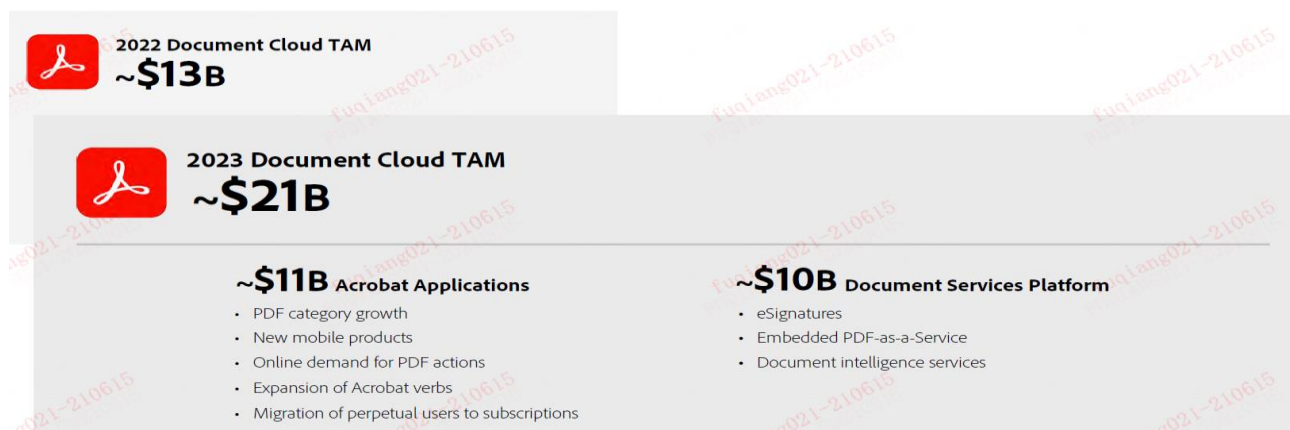 2022 Document Cloud TAM
~$13B
2023 Document Cloud TAM
~$21B
~$11B Acrobat Applications
• PDF category growth
• New mobile products
• Online demand for PDF actions
• Expansion of Acrobat verbs
• Migration of perpetual users to subscriptions
~$10B Document Services Platform
• eSignatures
• Embedded PDF-as-a-Service
• Document intelligence services
fuqiang021-210615